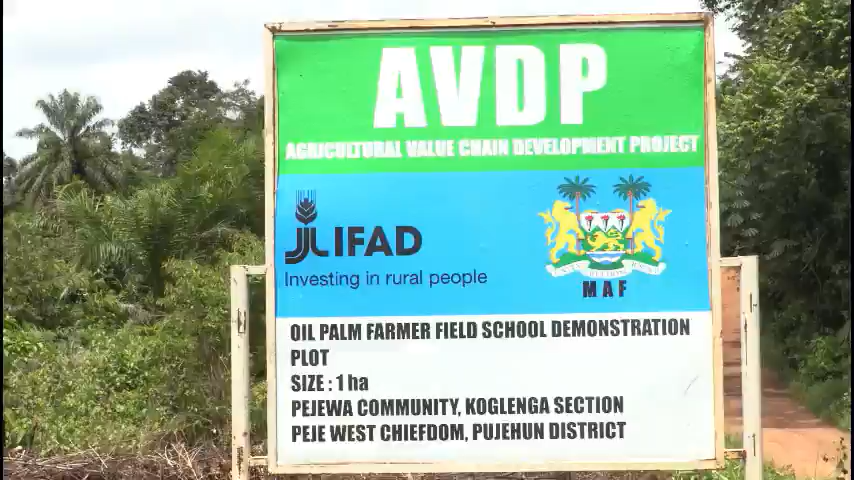 AVDP
AGRICULTURAL VALUE CHAIN DEVELOPMENT PROJECT
IFAD
Investing in rural people
MAF
OIL PALM FARMER FIELD SCHOOL DEMONSTRATION
PLOT
SIZE : 1 ha
PEJEWA COMMUNITY, KOGLENGA SECTION
PEJE WEST CHIEFDOM, PUJEHUN DISTRICT